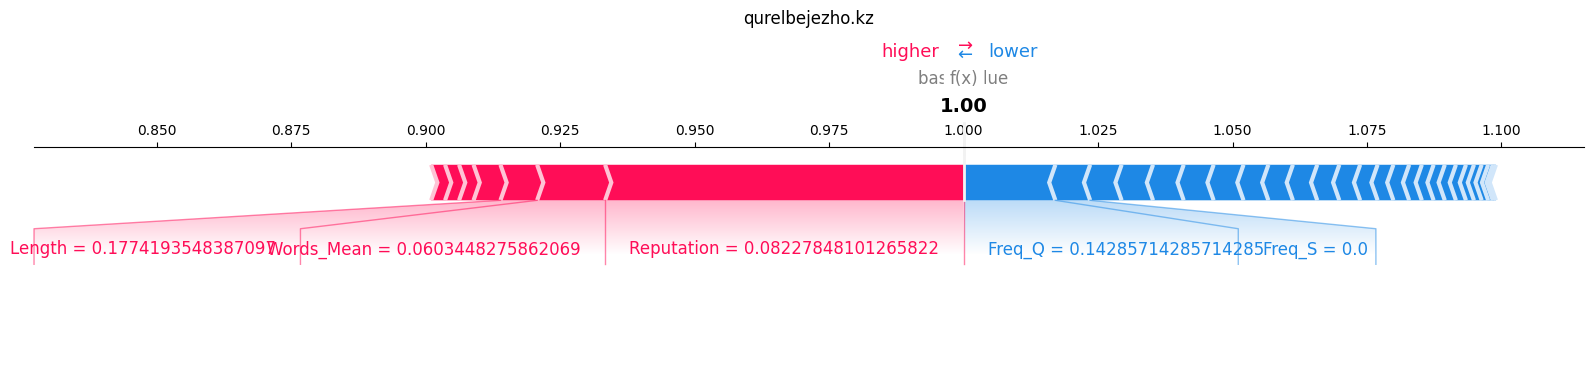 qurelbejezho.kz
higher → lower
←
bas f(x) lue
1.00
0.850 0.875 0.900 0.925 0.950 0.975 1.000 1.025 1.050 1.075 1.100
Length = 0.1774193548387097 Words_Mean = 0.0603448275862069 Reputation = 0.08227848101265822 Freq_Q = 0.14285714285714285 Freq_S = 0.0